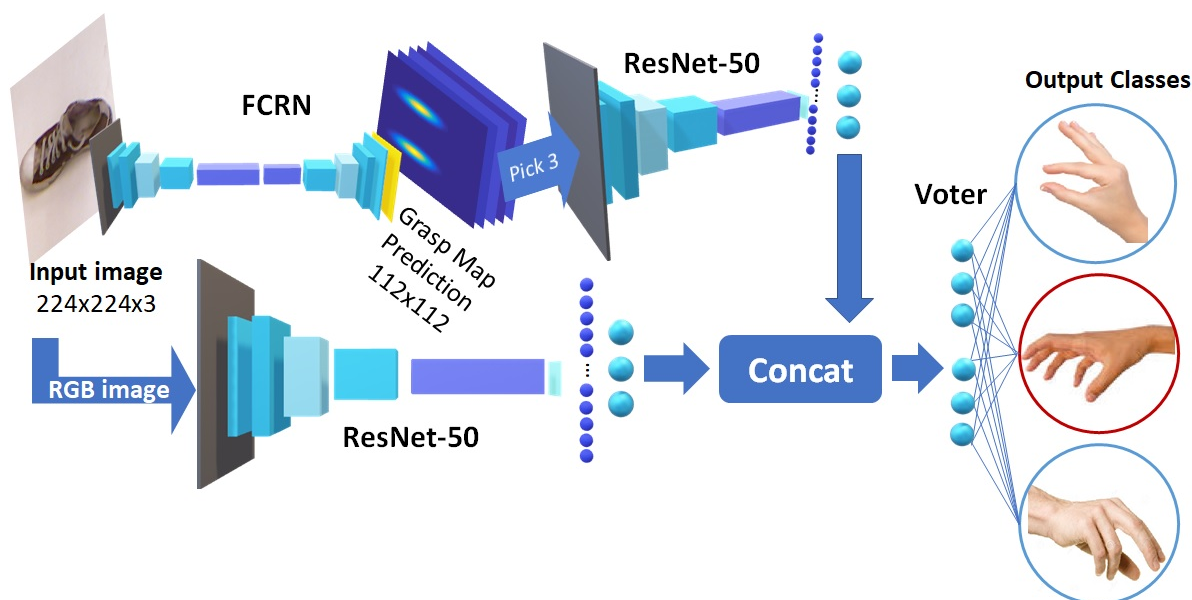 FCRN
ResNet-50
Output Classes
Pick 3
Voter
Grasp Map
Prediction
112x112
Input image
224x224x3
RGB image
Concat
ResNet-50